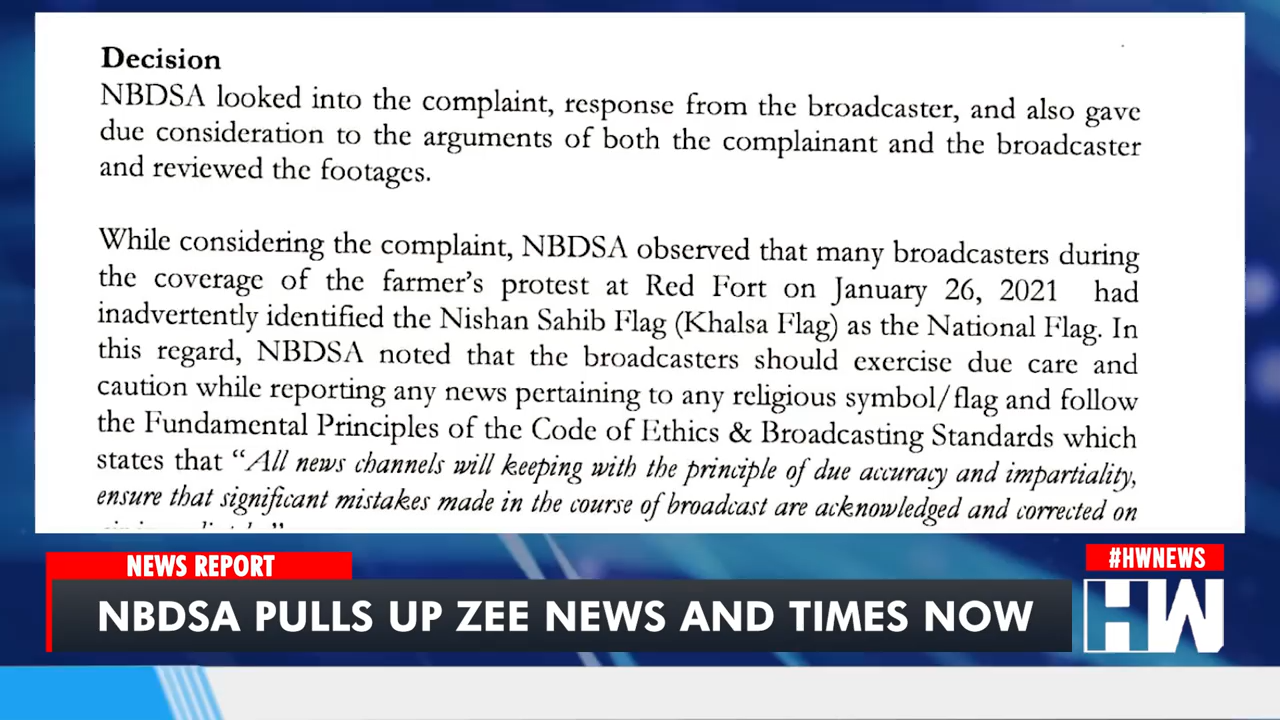 Decision
NBDSA looked into the complaint, response from the broadcaster, and also gave
due consideration to the arguments of both the complainant and the broadcaster
and reviewed the footages.
While considering the complaint, NBDSA observed that many broadcasters during
the coverage of the farmer's protest at Red Fort on January 26, 2021 had
inadvertently identified the Nishan Sahib Flag (Khalsa Flag) as the National Flag. In
this regard, NBDSA noted that the broadcasters should exercise due care and
caution while reporting any news pertaining to any religious symbol/flag and follow
the Fundamental Principles of the Code of Ethics & Broadcasting Standards which
states that "All news channels will keeping with the principle of due accuracy and impartiality,
ensure that significant mistakes made in the course of broadcast are acknowledged and corrected on
NEWS REPORT
#HWNEWS
NBDSA PULLS UP ZEE NEWS AND TIMES NOW
HW